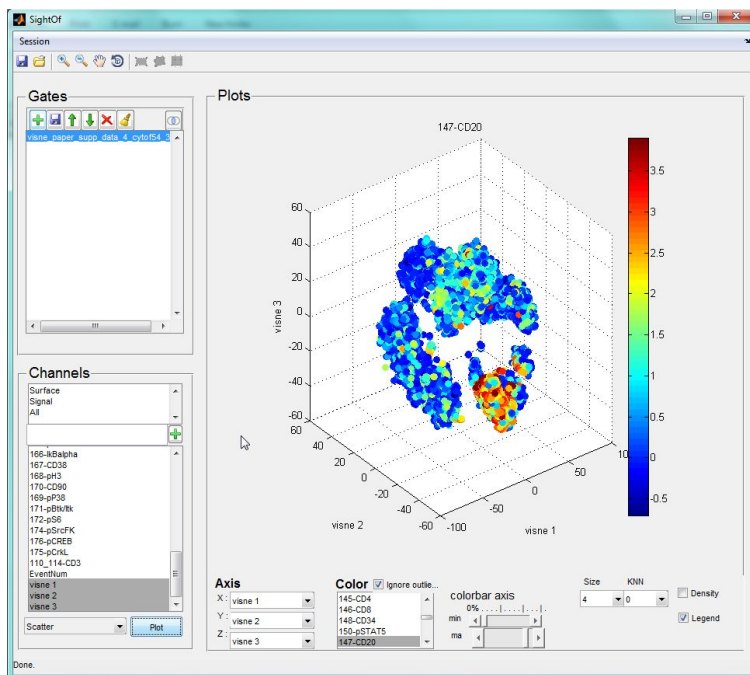 SightOf
Session
Gates
visne_paper_supp_data_4_cytof54_3
Channels
Surface
Signal
All
166-IkBalpha
167-CD38
168-pH3
170-CD90
169-pP38
171-pBtk/Itk
172-pS6
174-pSrcFK
176-pCREB
175-pCrkL
110_114-CD3
EventNum
visne 1
visne 2
visne 3
Scatter
Plot
Done.
Plots
147-CD20
60
40
20
0
-20
-40
-60
visne 3
60
40
20
0
-20
-40
-60
visne 2
-100
-50
0
50
10
visne 1
3.5
3
2.5
2
1.5
1
0.5
0
-0.5
Axis
X : visne 1
Y : visne 2
Z : visne 3
Color
Ignore outlie...
145-CD4
146-CD8
148-CD34
150-pSTAT5
147-CD20
colorbar axis
0%....|....|....|..
min
ma
Size
4
KNN
0
Density
Legend